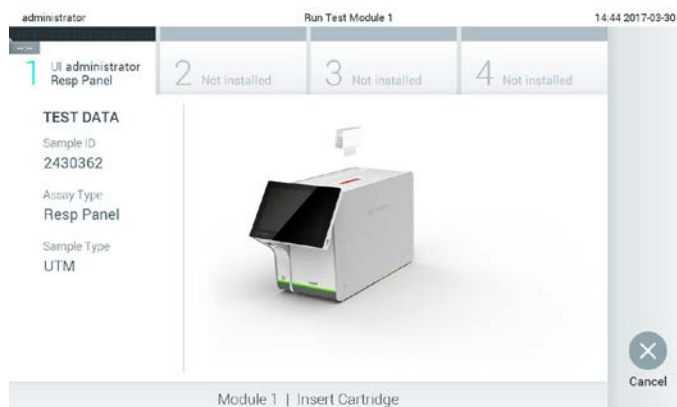 administrator Run Test Module 1 14:44 2017-03-30
1 UI administrator
Resp Panel
2 Not installed
3 Not installed
4 Not installed
TEST DATA
Sample ID
2430362
Assay Type
Resp Panel
Sample Type
UTM
Cancel
Module 1 | Insert Cartridge